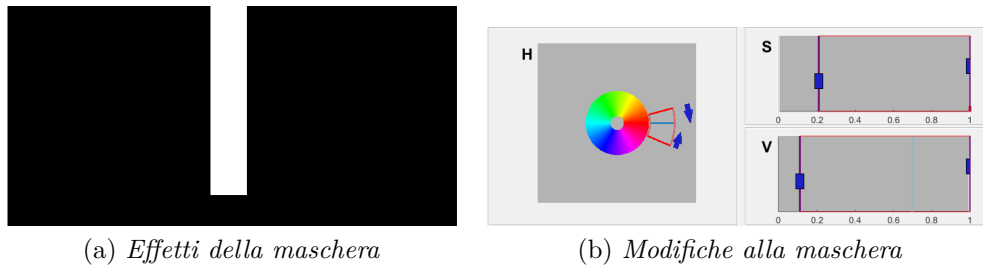 H
S
0 0.2 0.4 0.6 0.8 1
V
0 0.2 0.4 0.6 0.8 1
(a) Effetti della maschera
(b) Modifiche alla maschera